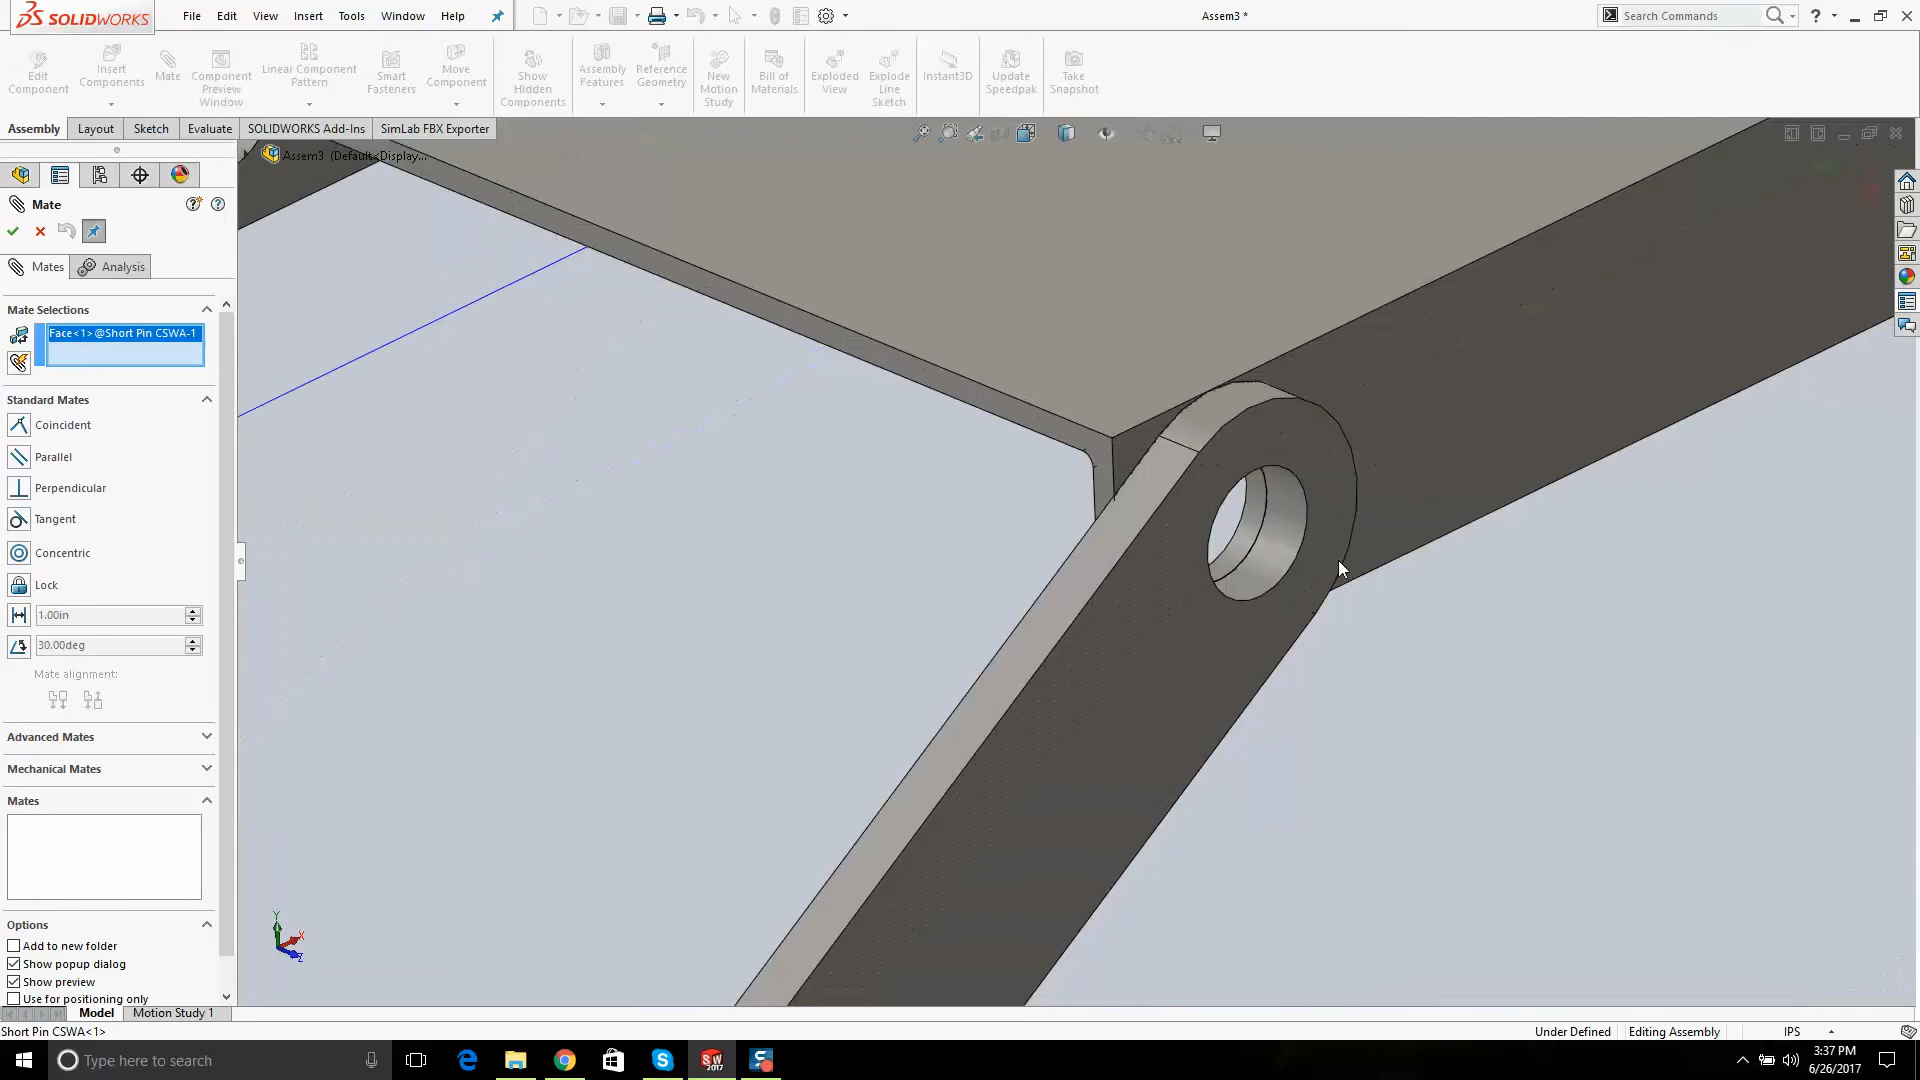 SOLIDWORKS
File Edit View Insert Tools Window Help
Assem3 *
Search Commands
Edit Component
Insert Components
Mate
Component Preview Window
Linear Component Pattern
Smart Fasteners
Move Component
Show Hidden Components
Assembly Features
Reference Geometry
New Motion Study
Bill of Materials
Exploded View
Explode Line Sketch
Instant3D
Update Speedpak
Take Snapshot
Assembly Layout Sketch Evaluate SOLIDWORKS Add-Ins SimLab FBX Exporter
Assem3 (Default<Display...
Mate
Mates Analysis
Mate Selections
Face<1>@Short Pin CSWA-1
Standard Mates
Coincident
Parallel
Perpendicular
Tangent
Concentric
Lock
1.00in
30.00deg
Mate alignment:
Advanced Mates
Mechanical Mates
Mates
Options
Add to new folder
Show popup dialog
Show preview
Use for positioning only
Y
X
Z
Model Motion Study 1
Short Pin CSWA<1>
Under Defined Editing Assembly IPS
Type here to search
SW 2017
3:37 PM
6/26/2017